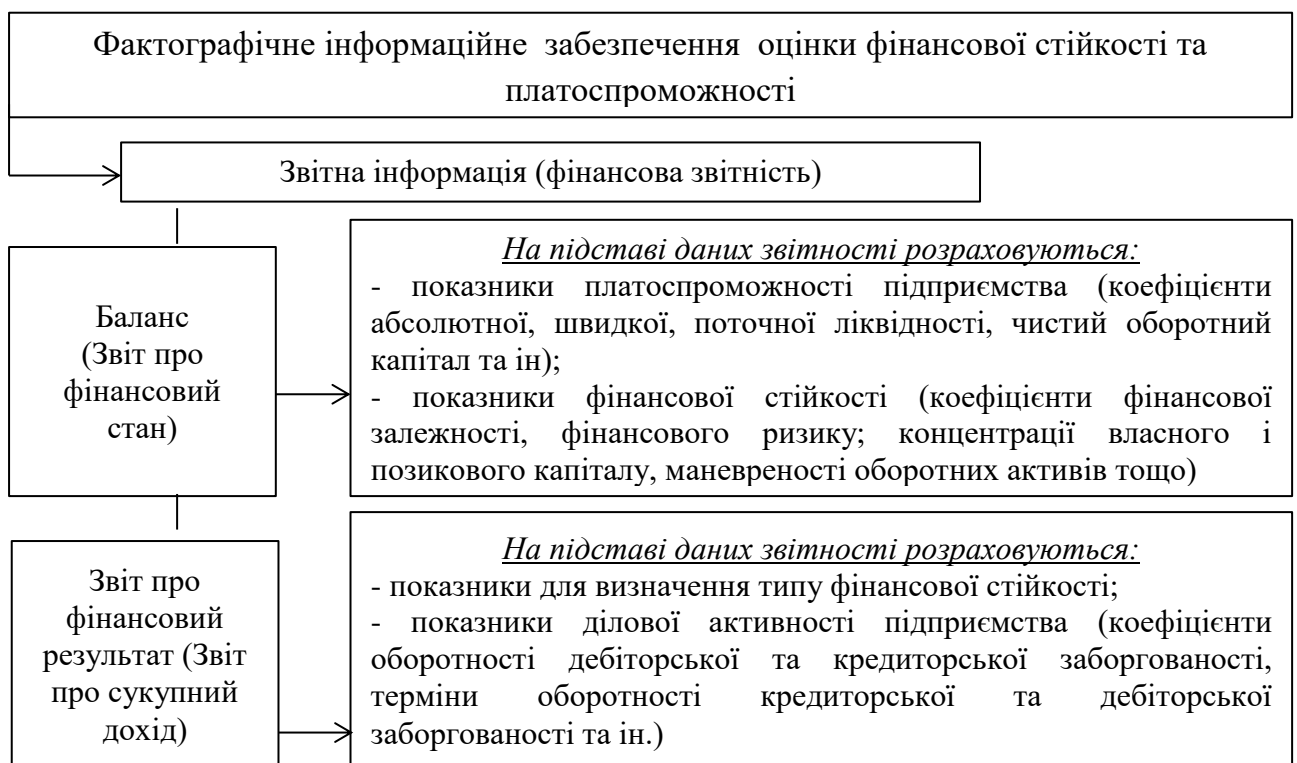 Фактографічне інформаційне забезпечення оцінки фінансової стійкості та
платоспроможності
Звітна інформація (фінансова звітність)
Баланс
(Звіт про
фінансовий
стан)
На підставі даних звітності розраховуються:
- показники платоспроможності підприємства (коефіцієнти
абсолютної, швидкої, поточної ліквідності, чистий оборотний
капітал та ін);
- показники фінансової стійкості (коефіцієнти фінансової
залежності, фінансового ризику; концентрації власного і
позикового капіталу, маневреності оборотних активів тощо)
Звіт про
фінансовий
результат (Звіт
про сукупний
дохід)
На підставі даних звітності розраховуються:
- показники для визначення типу фінансової стійкості;
- показники ділової активності підприємства (коефіцієнти
оборотності дебіторської та кредиторської заборгованості,
терміни оборотності кредиторської та дебіторської
заборгованості та ін.)